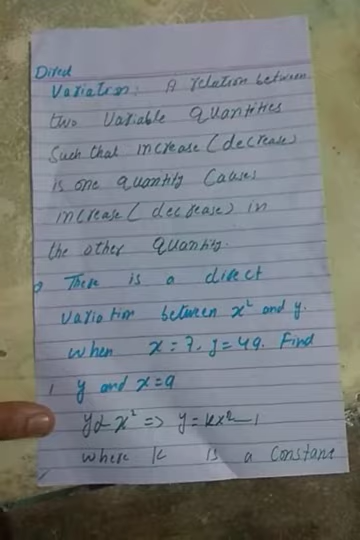 Direct
Variation: A relation between
two Variable Quantities
Such that increase (decrease)
is one quantity Causes
increase (decrease) in
the other quantity.
There is a direct
variation between x² and y.
when x = 7, y = 49. Find
y and x = 9
y ∝ x² => y = kx² — 1
where k is a constant